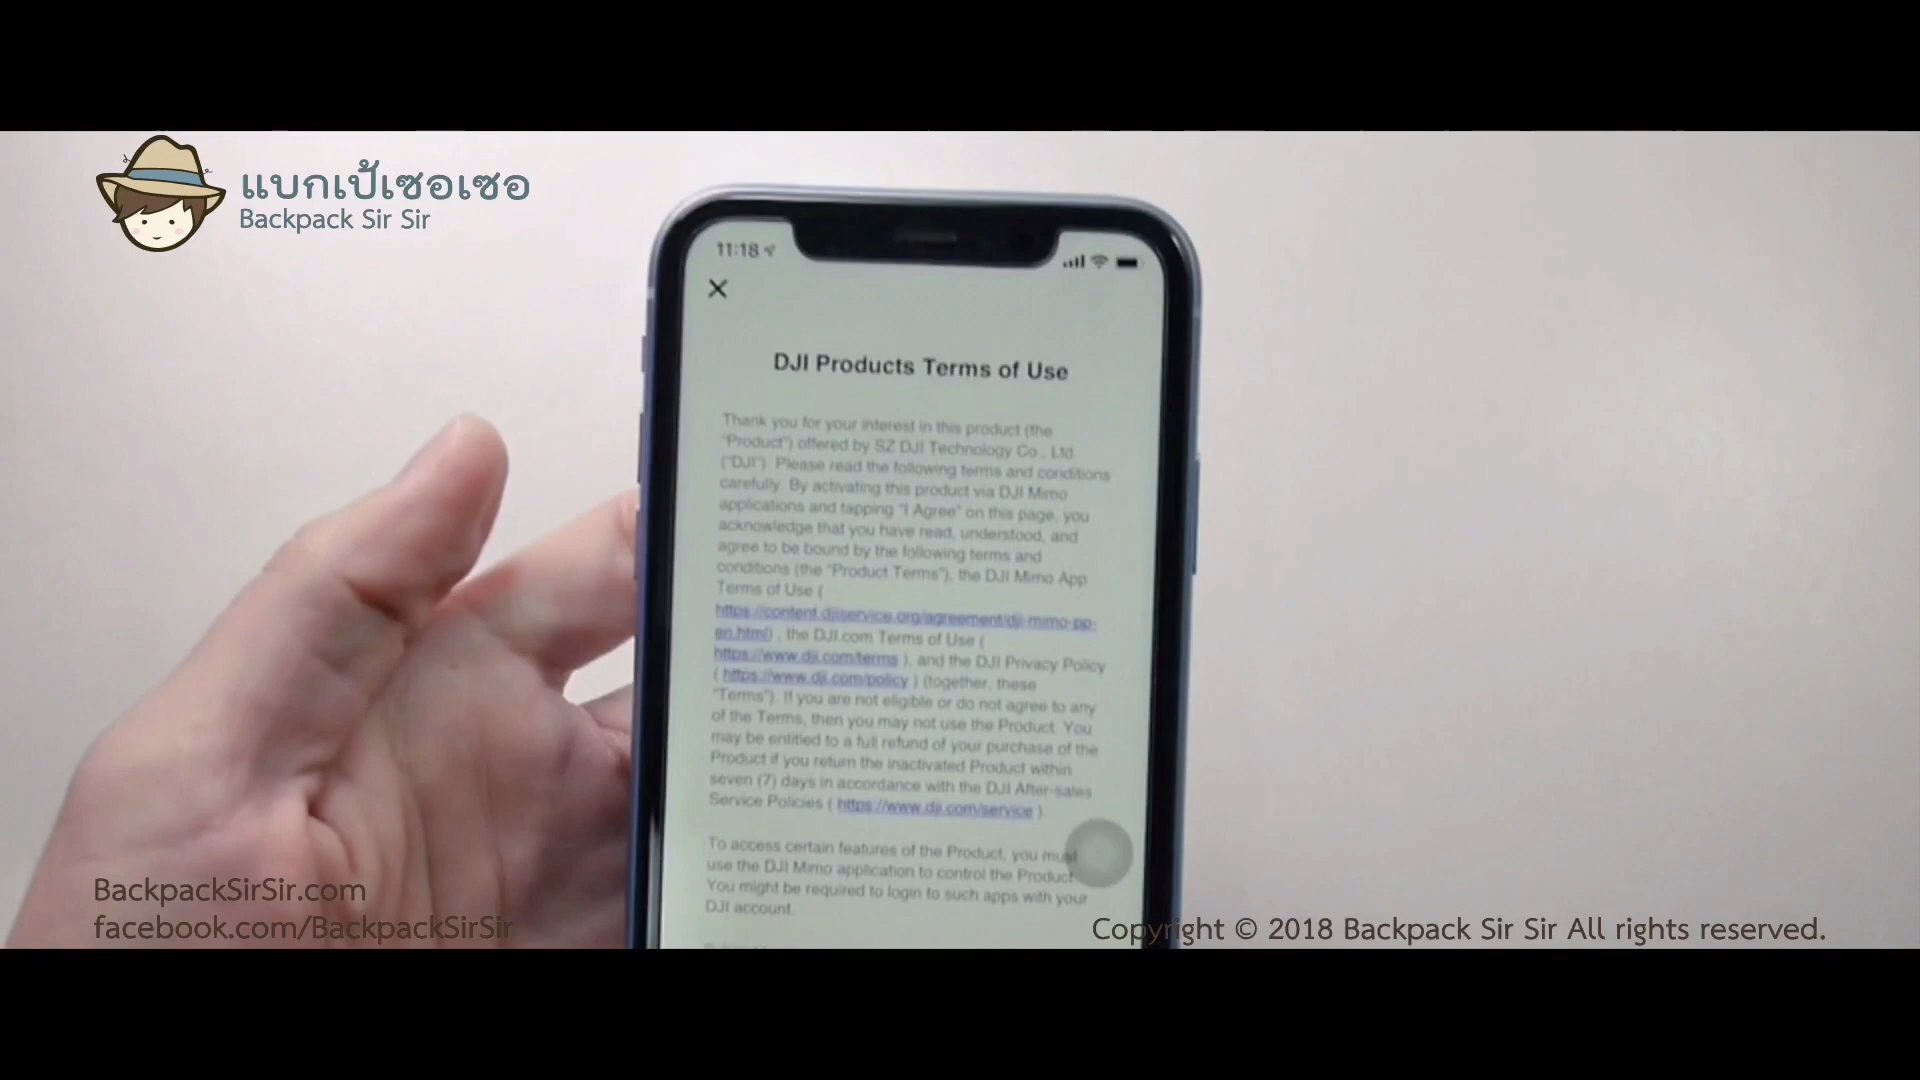 แบกเป้เซอเซอ
Backpack Sir Sir
11:18
DJI Products Terms of Use
Thank you for your interest in this product (the
"Product") offered by SZ DJI Technology Co., Ltd.
("DJI"). Please read the following terms and conditions
carefully. By activating this product via DJI Mimo
applications and tapping "I Agree" on this page, you
acknowledge that you have read, understood, and
agree to be bound by the following terms and
conditions (the "Product Terms"), the DJI Mimo App
Terms of Use (
https://content.djiservice.org/agreement/dji-mimo-pp-
en.html) , the DJI.com Terms of Use (
https://www.dji.com/terms ), and the DJI Privacy Policy
( https://www.dji.com/policy ) (together, these
"Terms"). If you are not eligible or do not agree to any
of the Terms, then you may not use the Product. You
may be entitled to a full refund of your purchase of the
Product if you return the inactivated Product within
seven (7) days in accordance with the DJI After-sales
Service Policies ( https://www.dji.com/service ).
To access certain features of the Product, you must
use the DJI Mimo application to control the Product.
You might be required to login to such apps with your
DJI account.
BackpackSirSir.com
facebook.com/BackpackSirSir
Copyright © 2018 Backpack Sir Sir All rights reserved.